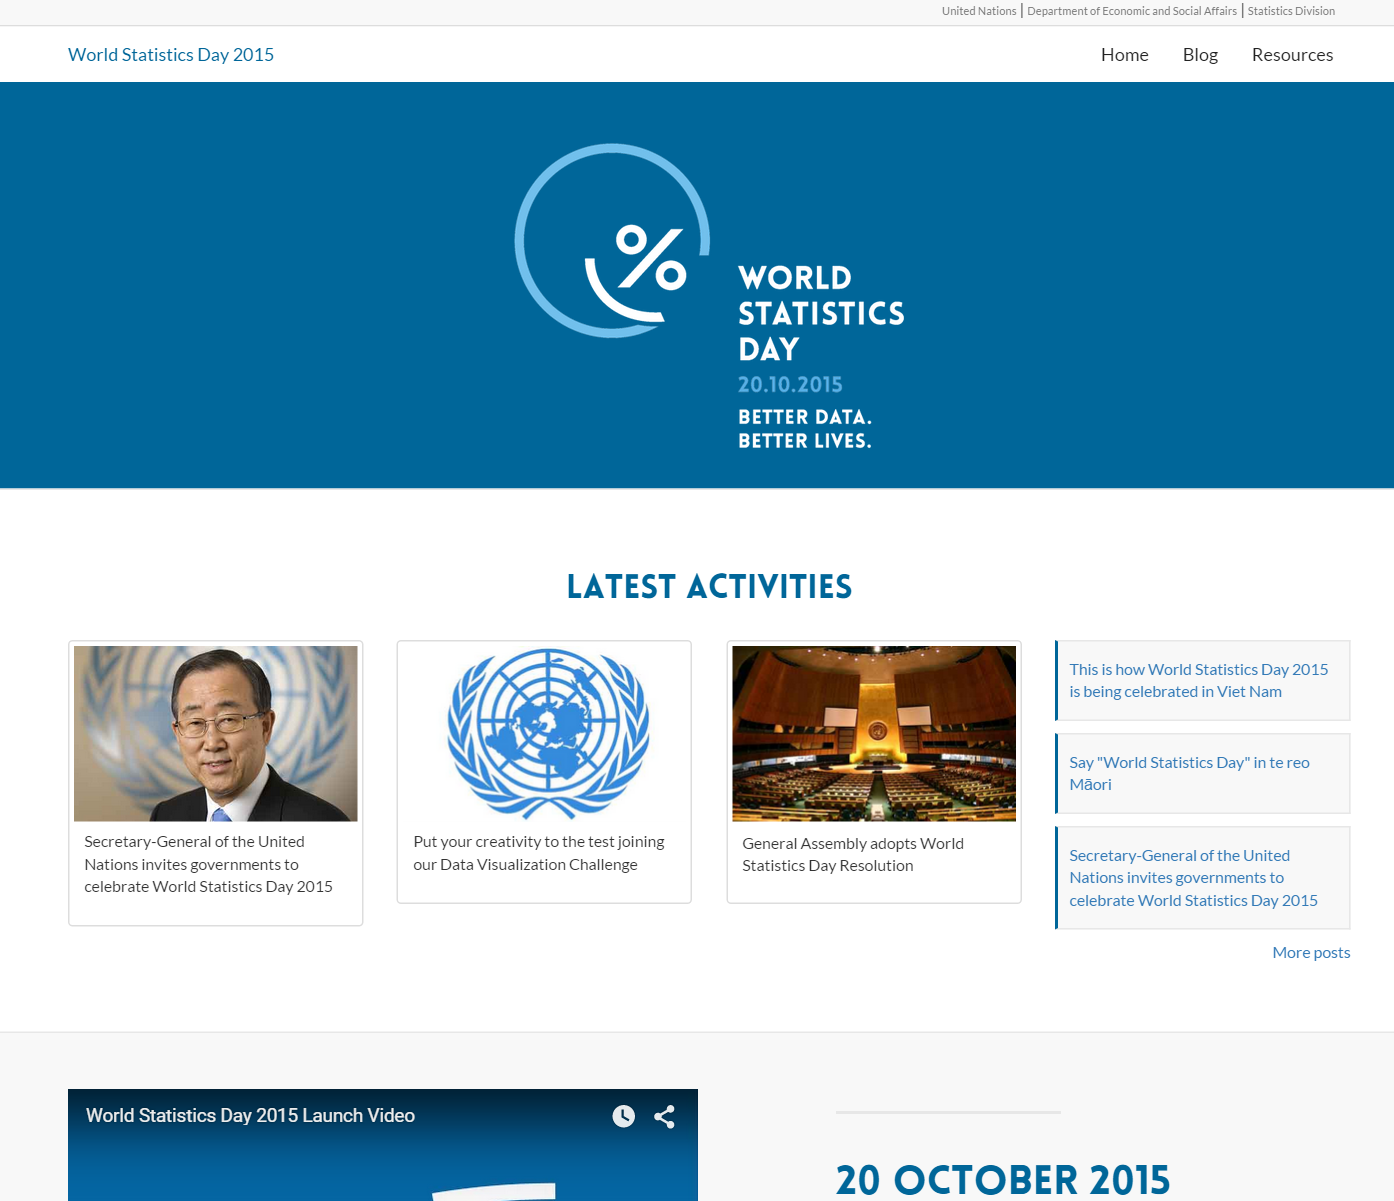 United Nations | Department of Economic and Social Affairs | Statistics Division
World Statistics Day 2015
Home Blog Resources
%
WORLD
STATISTICS
DAY
20.10.2015
BETTER DATA.
BETTER LIVES.
LATEST ACTIVITIES
Secretary-General of the United
Nations invites governments to
celebrate World Statistics Day 2015
Put your creativity to the test joining
our Data Visualization Challenge
General Assembly adopts World
Statistics Day Resolution
This is how World Statistics Day 2015
is being celebrated in Viet Nam
Say "World Statistics Day" in te reo
Māori
Secretary-General of the United
Nations invites governments to
celebrate World Statistics Day 2015
More posts
World Statistics Day 2015 Launch Video
20 OCTOBER 2015